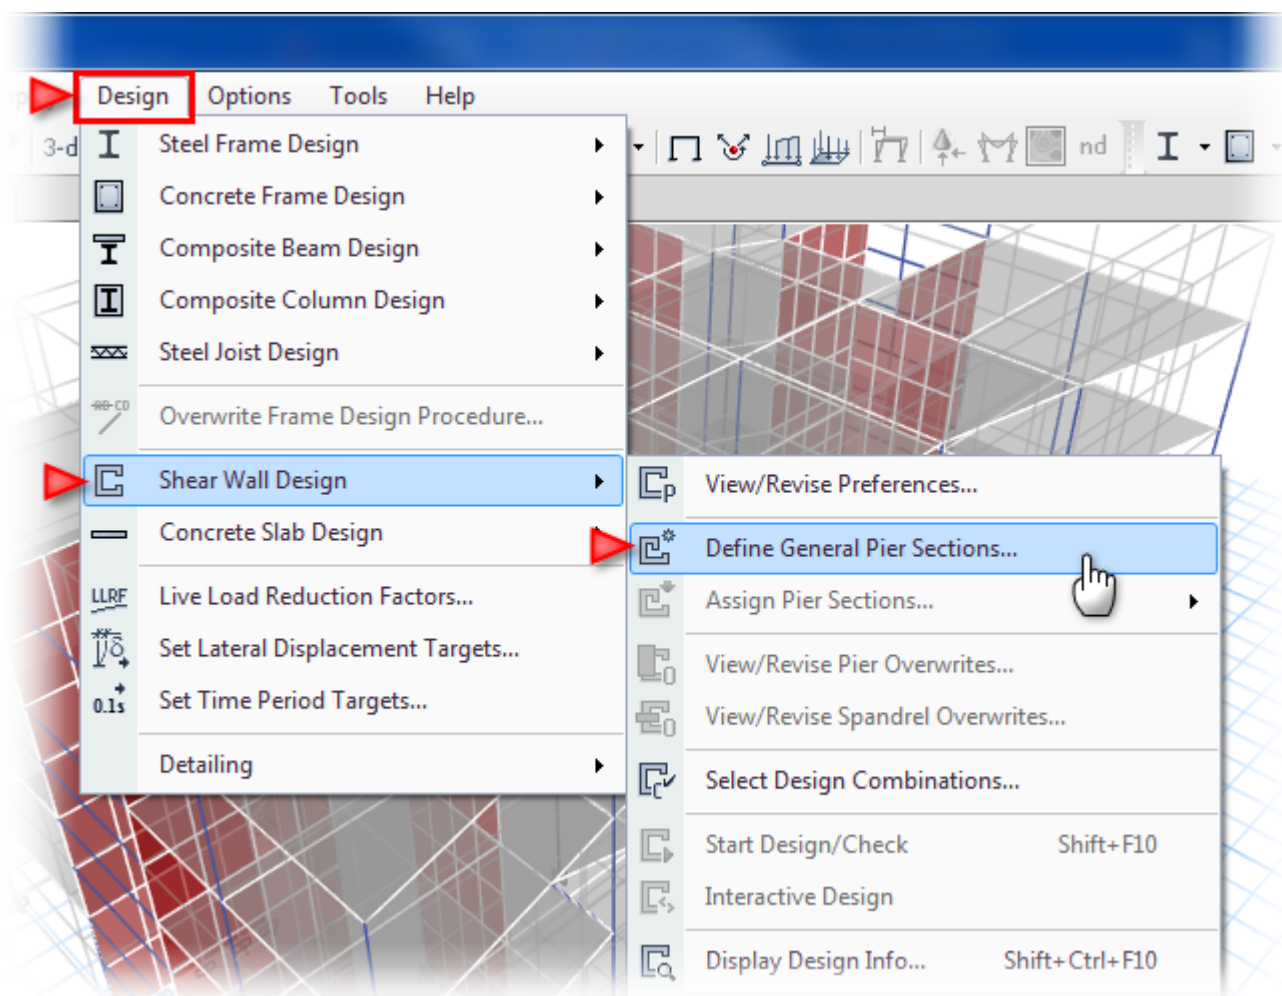 Design Options Tools Help
3-d
nd
Steel Frame Design
Concrete Frame Design
Composite Beam Design
Composite Column Design
Steel Joist Design
RD-CD Overwrite Frame Design Procedure...
Shear Wall Design
Concrete Slab Design
LLRF Live Load Reduction Factors...
Set Lateral Displacement Targets...
0.1s Set Time Period Targets...
Detailing
View/Revise Preferences...
Define General Pier Sections...
Assign Pier Sections...
View/Revise Pier Overwrites...
View/Revise Spandrel Overwrites...
Select Design Combinations...
Start Design/Check Shift+F10
Interactive Design
Display Design Info... Shift+Ctrl+F10